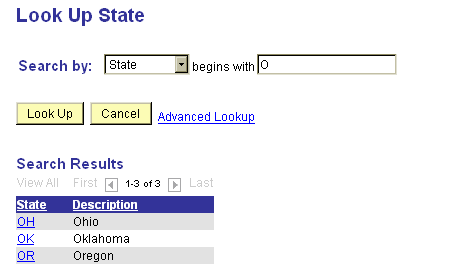 Look Up State
Search by: State begins with O
Look Up Cancel Advanced Lookup
Search Results
View All First 1-3 of 3 Last
State Description
OH Ohio
OK Oklahoma
OR Oregon